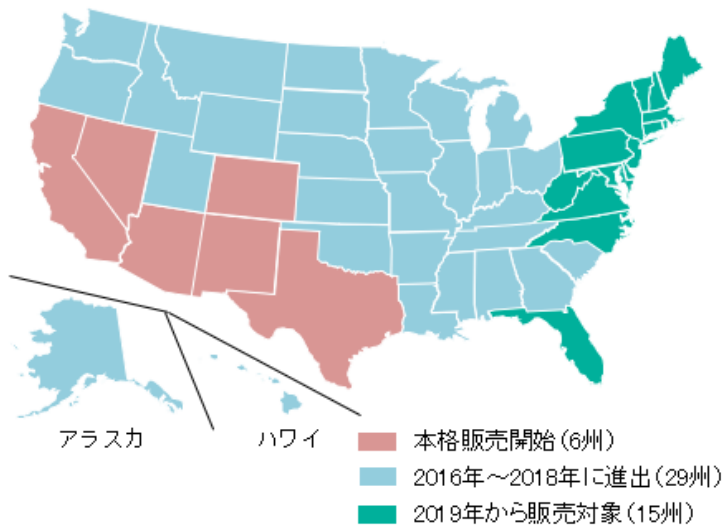 アラスカ
ハワイ
本格販売開始(6州)
2016年～2018年に進出(29州)
2019年から販売対象(15州)